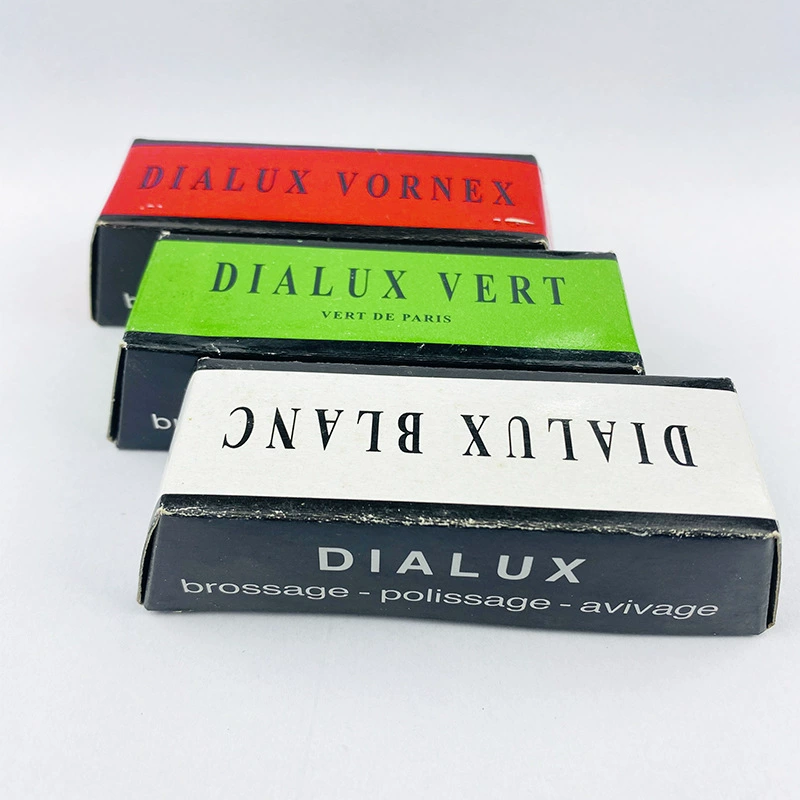 DIALUX VORNEX
DIALUX VERT
VERT DE PARIS
DIALUX BLANC
DIALUX
brossage - polissage - avivage